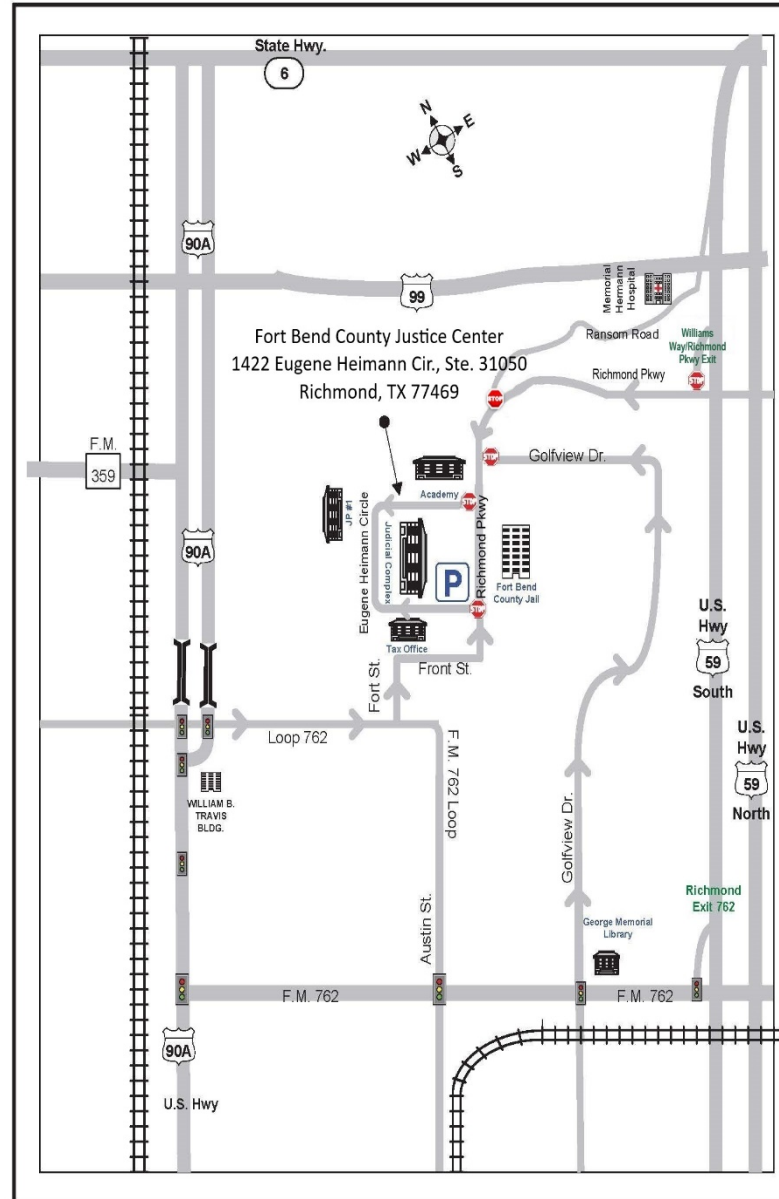 State Hwy.
6
N
E
W
S
90A
99
Memorial
Hermann
Hospital
Ransom Road
Williams
Way/Richmond
Pkwy Exit
STOP
Richmond Pkwy
STOP
Fort Bend County Justice Center
1422 Eugene Heimann Cir., Ste. 31050
Richmond, TX 77469
F.M.
359
STOP
Golfview Dr.
Academy
STOP
JP #1
Eugene Heimann Circle
Judicial Complex
P
Richmond Pkwy
Fort Bend
County Jail
90A
STOP
Tax Office
U.S.
Hwy
59
South
Fort St.
Front St.
Loop 762
F.M. 762 Loop
U.S.
Hwy
59
North
WILLIAM B.
TRAVIS
BLDG.
Golfview Dr.
Austin St.
Richmond
Exit 762
George Memorial
Library
F.M. 762
F.M. 762
90A
U.S. Hwy